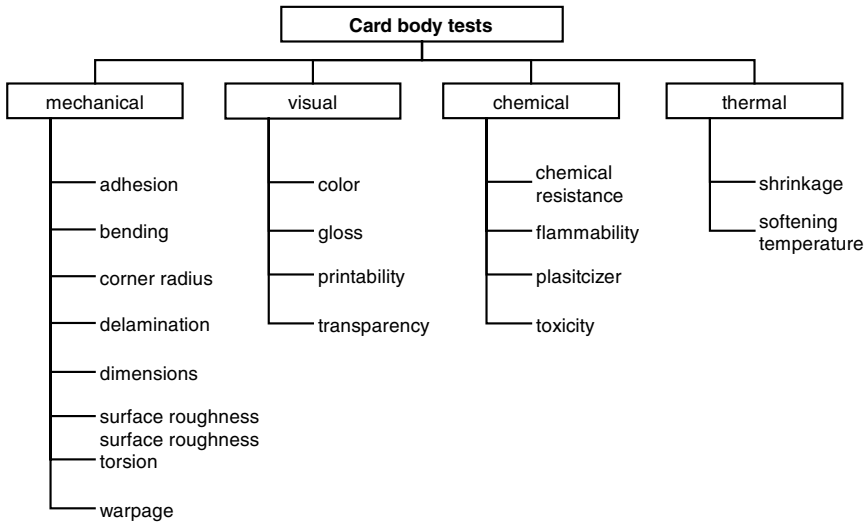 Card body tests
mechanical
visual
chemical
thermal
adhesion
bending
corner radius
delamination
dimensions
surface roughness
surface roughness
torsion
warpage
color
gloss
printability
transparency
chemical
resistance
flammability
plasitcizer
toxicity
shrinkage
softening
temperature